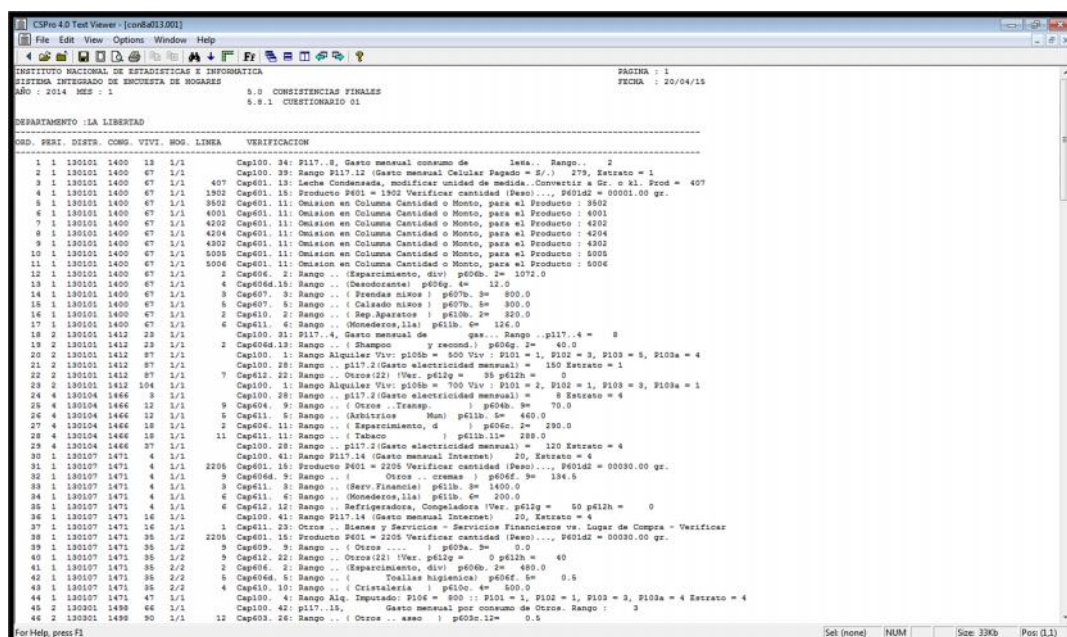 CSPro 4.0 Text Viewer - [con8a013.001]
File Edit View Options Window Help
INSTITUTO NACIONAL DE ESTADISTICAS E INFORMATICA PAGINA : 1
SISTEMA INTEGRADO DE ENCUESTA DE HOGARES FECHA : 20/04/15
AÑO : 2014 MES : 1 5.0 CONSISTENCIAS FINALES
5.8.1 CUESTIONARIO 01
DEPARTAMENTO :LA LIBERTAD
ORD. PERI. DISTR. CONG. VIVI. HOG. LINEA VERIFICACION
1 1 130101 1400 13 1/1 Cap100. 34: P117..8, Gasto mensual consumo de leña.. Rango.. 2
2 1 130101 1400 67 1/1 Cap100. 39: Rango P117.12 (Gasto mensual Celular Pagado = S/.) 279, Estrato = 1
3 1 130101 1400 67 1/1 407 Cap601. 13: Leche Condensada, modificar unidad de medida..Convertir a Gr. o kl. Prod = 407
4 1 130101 1400 67 1/1 1902 Cap601. 15: Producto P601 = 1902 Verificar cantidad (Peso)..., P601d2 = 00001.00 gr.
5 1 130101 1400 67 1/1 3502 Cap601. 11: Omision en Columna Cantidad o Monto, para el Producto : 3502
6 1 130101 1400 67 1/1 4001 Cap601. 11: Omision en Columna Cantidad o Monto, para el Producto : 4001
7 1 130101 1400 67 1/1 4202 Cap601. 11: Omision en Columna Cantidad o Monto, para el Producto : 4202
8 1 130101 1400 67 1/1 4204 Cap601. 11: Omision en Columna Cantidad o Monto, para el Producto : 4204
9 1 130101 1400 67 1/1 4302 Cap601. 11: Omision en Columna Cantidad o Monto, para el Producto : 4302
10 1 130101 1400 67 1/1 5005 Cap601. 11: Omision en Columna Cantidad o Monto, para el Producto : 5005
11 1 130101 1400 67 1/1 5006 Cap601. 11: Omision en Columna Cantidad o Monto, para el Producto : 5006
12 1 130101 1400 67 1/1 2 Cap606. 2: Rango .. (Esparcimiento, div) p606b. 2= 1072.0
13 1 130101 1400 67 1/1 4 Cap606d.15: Rango .. (Desodorante) p606g. 4= 12.0
14 1 130101 1400 67 1/1 3 Cap607. 3: Rango .. ( Prendas niños ) p607b. 3= 800.0
15 1 130101 1400 67 1/1 5 Cap607. 5: Rango .. ( Calzado niños ) p607b. 5= 300.0
16 1 130101 1400 67 1/1 2 Cap610. 2: Rango .. ( Rep.Aparatos ) p610b. 2= 320.0
17 1 130101 1400 67 1/1 6 Cap611. 6: Rango .. (Monederos,lla) p611b. 6= 126.0
18 2 130101 1412 23 1/1 Cap100. 31: P117..4, Gasto mensual de gas... Rango ..p117..4 = 8
19 2 130101 1412 23 1/1 2 Cap606d.13: Rango .. ( Shampoo y recond.) p606g. 2= 40.0
20 2 130101 1412 87 1/1 Cap100. 1: Rango Alquiler Viv: p105b = 500 Viv : P101 = 1, P102 = 3, P103 = 5, P103a = 4
21 2 130101 1412 87 1/1 Cap100. 28: Rango .. p117.2(Gasto electricidad mensual) = 150 Estrato = 1
22 2 130101 1412 87 1/1 7 Cap612. 22: Rango .. Otros(22) !Ver. p612g = 35 p612h = 0
23 2 130101 1412 104 1/1 Cap100. 1: Rango Alquiler Viv: p105b = 700 Viv : P101 = 2, P102 = 1, P103 = 3, P103a = 1
24 4 130104 1466 3 1/1 Cap100. 28: Rango .. p117.2(Gasto electricidad mensual) = 8 Estrato = 4
25 4 130104 1466 12 1/1 9 Cap604. 9: Rango .. ( Otros ..Transp. ) p604b. 9= 70.0
26 4 130104 1466 12 1/1 5 Cap611. 5: Rango .. (Arbitrios Mun) p611b. 5= 460.0
27 4 130104 1466 18 1/1 2 Cap606. 11: Rango .. ( Esparcimiento, d ) p606c. 2= 290.0
28 4 130104 1466 18 1/1 11 Cap611. 11: Rango .. ( Tabaco ) p611b.11= 288.0
29 4 130104 1466 37 1/1 Cap100. 28: Rango .. p117.2(Gasto electricidad mensual) = 120 Estrato = 4
30 1 130107 1471 4 1/1 Cap100. 41: Rango P117.14 (Gasto mensual Internet) 20, Estrato = 4
31 1 130107 1471 4 1/1 2205 Cap601. 15: Producto P601 = 2205 Verificar cantidad (Peso)..., P601d2 = 00030.00 gr.
32 1 130107 1471 4 1/1 9 Cap606d. 9: Rango .. ( Otros .. cremas ) p606f. 9= 134.5
33 1 130107 1471 4 1/1 3 Cap611. 3: Rango .. (Serv.Financie) p611b. 3= 1400.0
34 1 130107 1471 4 1/1 6 Cap611. 6: Rango .. (Monederos,lla) p611b. 6= 200.0
35 1 130107 1471 4 1/1 6 Cap612. 12: Rango .. Refrigeradora, Congeladora !Ver. p612g = 50 p612h = 0
36 1 130107 1471 16 1/1 Cap100. 41: Rango P117.14 (Gasto mensual Internet) 20, Estrato = 4
37 1 130107 1471 16 1/1 1 Cap611. 23: Otros .. Bienes y Servicios - Servicios Financieros vs. Lugar de Compra - Verificar
38 1 130107 1471 35 1/2 2205 Cap601. 15: Producto P601 = 2205 Verificar cantidad (Peso)..., P601d2 = 00030.00 gr.
39 1 130107 1471 35 1/2 9 Cap609. 9: Rango .. ( Otros .... ) p609a. 9= 0.0
40 1 130107 1471 35 1/2 9 Cap612. 22: Rango .. Otros(22) !Ver. p612g = 0 p612h = 40
41 1 130107 1471 35 2/2 2 Cap606. 2: Rango .. (Esparcimiento, div) p606b. 2= 480.0
42 1 130107 1471 35 2/2 5 Cap606d. 5: Rango .. ( Toallas higienica) p606f. 5= 0.5
43 1 130107 1471 35 2/2 4 Cap610. 10: Rango .. ( Cristaleria ) p610c. 4= 500.0
44 1 130107 1471 47 1/1 Cap100. 4: Rango Alq. Imputado: P106 = 800 :: P101 = 1, P102 = 1, P103 = 3, P103a = 4 Estrato = 4
45 2 130301 1498 66 1/1 Cap100. 42: p117..15, Gasto mensual por consumo de Otros. Rango : 3
46 2 130301 1498 90 1/1 12 Cap603. 26: Rango .. ( Otros .. aseo ) p603c.12= 0.5
For Help, press F1 Sel: (none) NUM Size: 33Kb Pos: (1,1)